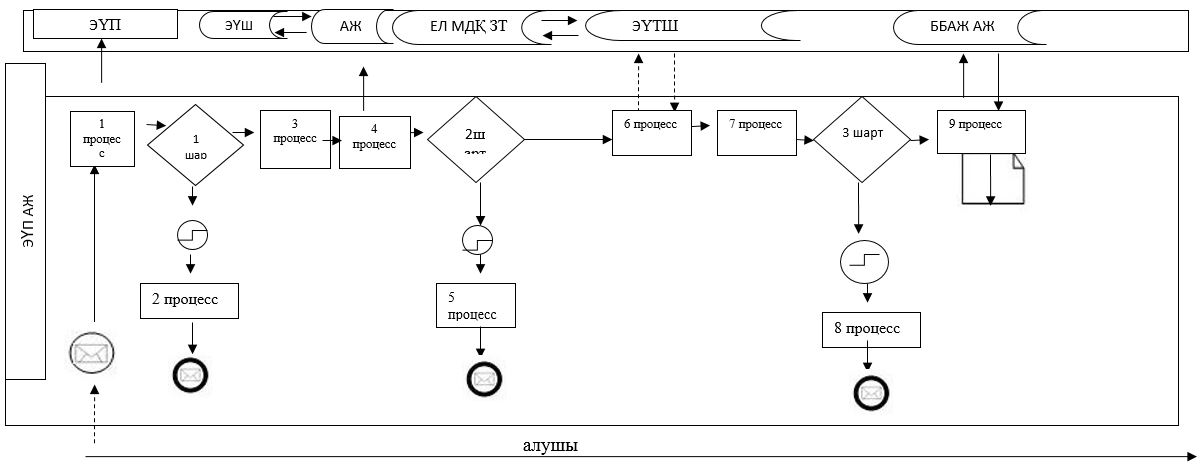 ЭҮП
ЭҮШ
АЖ
ЕЛ МДҚ ЗТ
ЭҮТШ
ББАЖ АЖ
ЭҮП АЖ
1
процес
с
1
шар
3
процесс
4
процесс
2ш
арт
6 процесс
7 процесс
3 шарт
9 процесс
2 процесс
5
процесс
8 процесс
алушы